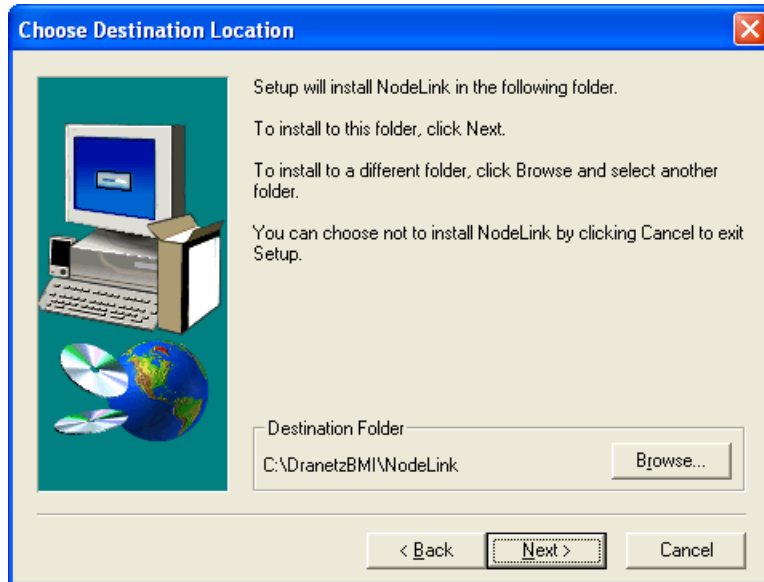 Choose Destination Location
Setup will install NodeLink in the following folder.
To install to this folder, click Next.
To install to a different folder, click Browse and select another
folder.
You can choose not to install NodeLink by clicking Cancel to exit
Setup.
Destination Folder
C:\DranetzBMI\NodeLink
Browse...
< Back
Next >
Cancel